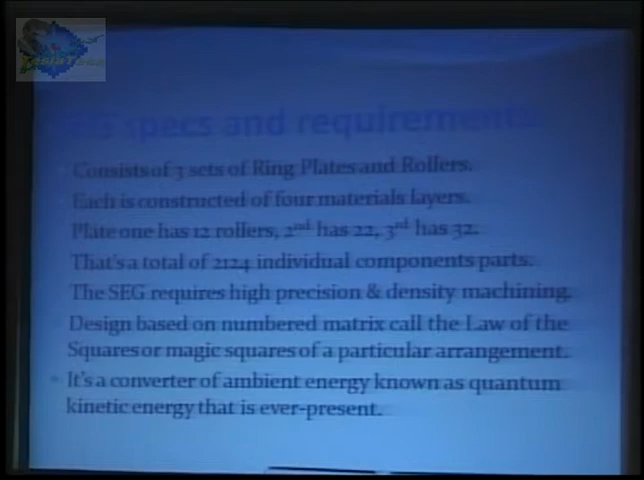 specs and requirements
Consists of 3 sets of Ring Plates and Rollers.
Each is constructed of four materials layers.
Plate one has 12 rollers, 2nd has 22, 3rd has 32.
That's a total of 2124 individual components parts.
The SEG requires high precision & density machining.
Design based on numbered matrix call the Law of the
Squares or magic squares of a particular arrangement.
It's a converter of ambient energy known as quantum
kinetic energy that is ever-present.